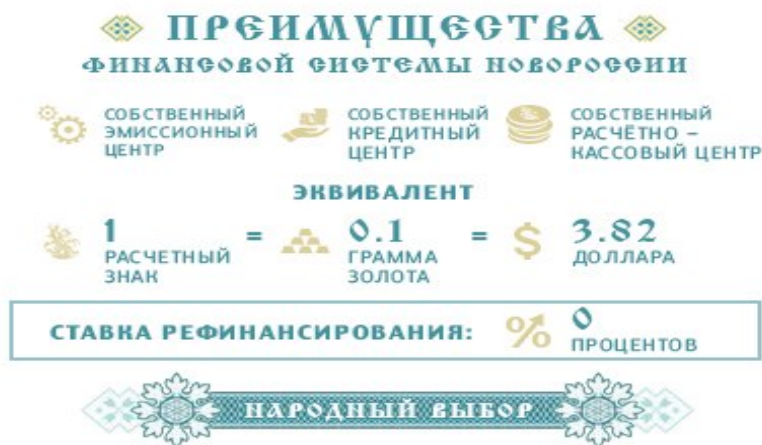 ПРЕИМУЩЕСТВА
ФИНАНСОВОЙ СИСТЕМЫ НОВОРОССИИ
СОБСТВЕННЫЙ
ЭМИССИОННЫЙ
ЦЕНТР
СОБСТВЕННЫЙ
КРЕДИТНЫЙ
ЦЕНТР
СОБСТВЕННЫЙ
РАСЧЁТНО –
КАССОВЫЙ ЦЕНТР
ЭКВИВАЛЕНТ
1
РАСЧЕТНЫЙ
ЗНАК
=
0.1
ГРАММА
ЗОЛОТА
=
$
3.82
ДОЛЛАРА
СТАВКА РЕФИНАНСИРОВАНИЯ:
%
0
ПРОЦЕНТОВ
НАРОДНЫЙ ВЫБОР